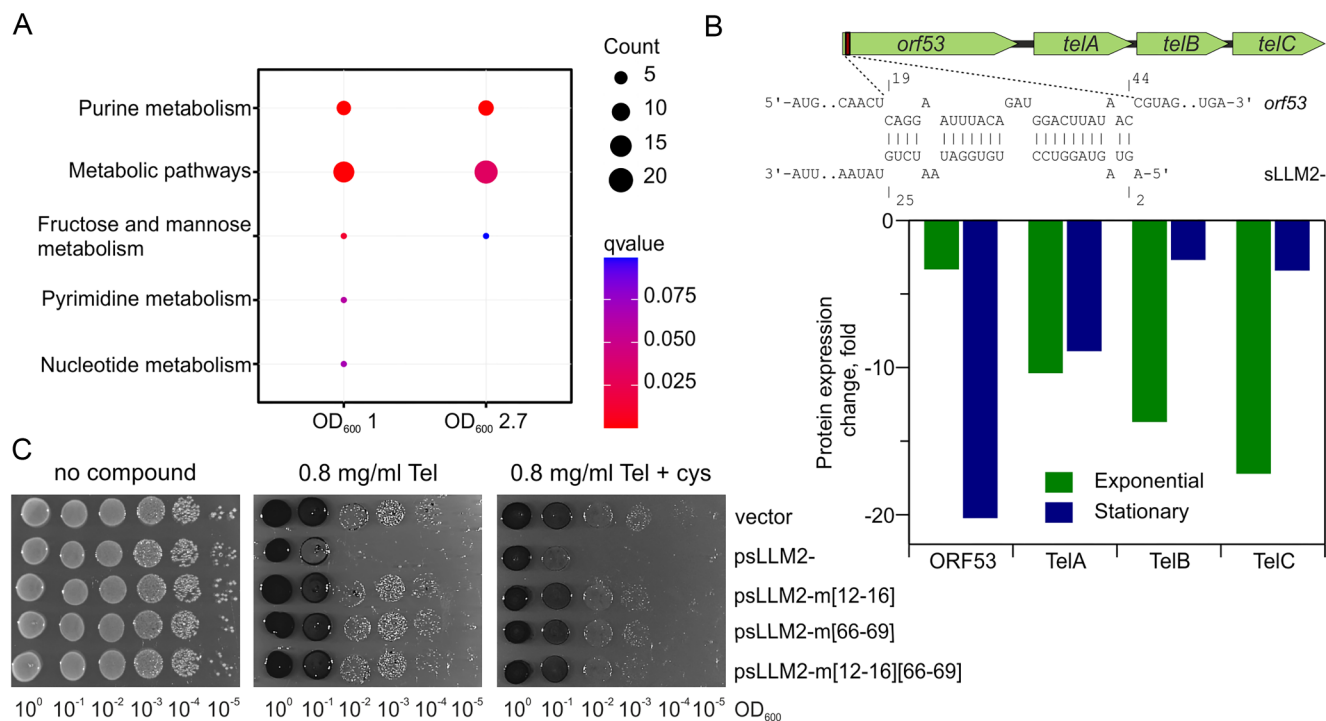 A
Count
5
10
15
20
Purine metabolism
Metabolic pathways
Fructose and mannose
metabolism
Pyrimidine metabolism
Nucleotide metabolism
qvalue
0.075
0.050
0.025
OD600 1
OD600 2.7
B
orf53
telA
telB
telC
19
44
5'-AUG..CAACU A GAU A CGUAG..UGA-3' orf53
CAGG AUUUACA GGACUUAU AC
GUCU UAGGUGU CCUGGAUG UG
3'-AUU..AAUAU AA A A-5' sLLM2-
25
2
Protein expression
change, fold
0
-10
-20
Exponential
Stationary
ORF53
TelA
TelB
TelC
C
no compound
0.8 mg/ml Tel
0.8 mg/ml Tel + cys
vector
psLLM2-
psLLM2-m[12-16]
psLLM2-m[66-69]
psLLM2-m[12-16][66-69]
10⁰ 10⁻¹ 10⁻² 10⁻³ 10⁻⁴ 10⁻⁵
10⁰ 10⁻¹ 10⁻² 10⁻³ 10⁻⁴ 10⁻⁵
10⁰ 10⁻¹ 10⁻² 10⁻³ 10⁻⁴ 10⁻⁵
OD600